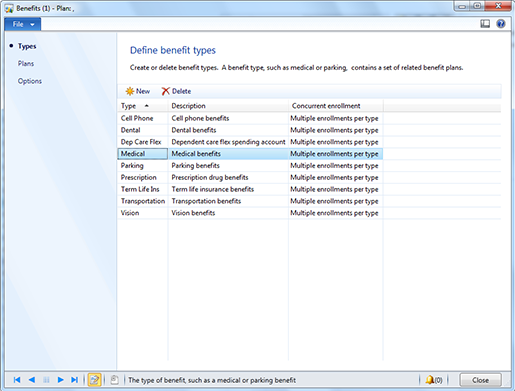 Benefits (1) - Plan: ,
File
Types
Plans
Options
Define benefit types
Create or delete benefit types. A benefit type, such as medical or parking, contains a set of related benefit plans.
New Delete
Type Description Concurrent enrollment
Cell Phone Cell phone benefits Multiple enrollments per type
Dental Dental benefits Multiple enrollments per type
Dep Care Flex Dependent care flex spending account Multiple enrollments per type
Medical Medical benefits Multiple enrollments per type
Parking Parking benefits Multiple enrollments per type
Prescription Prescription drug benefits Multiple enrollments per type
Term Life Ins Term life insurance benefits Multiple enrollments per type
Transportation Transportation benefits Multiple enrollments per type
Vision Vision benefits Multiple enrollments per type
The type of benefit, such as a medical or parking benefit (0) Close